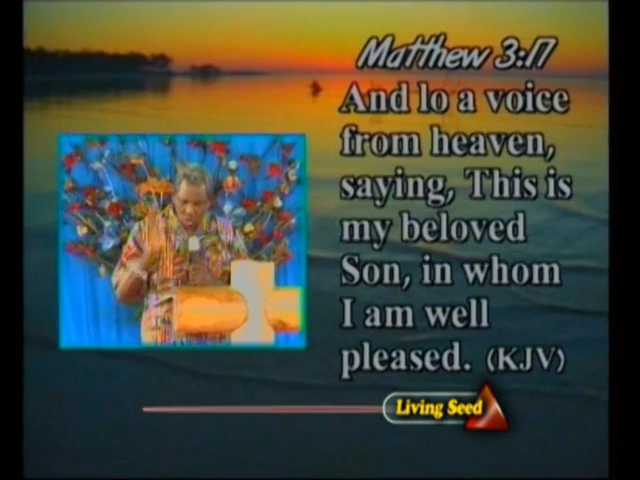 Matthew 3:17
And lo a voice
from heaven,
saying, This is
my beloved
Son, in whom
I am well
pleased. (KJV)
Living Seed